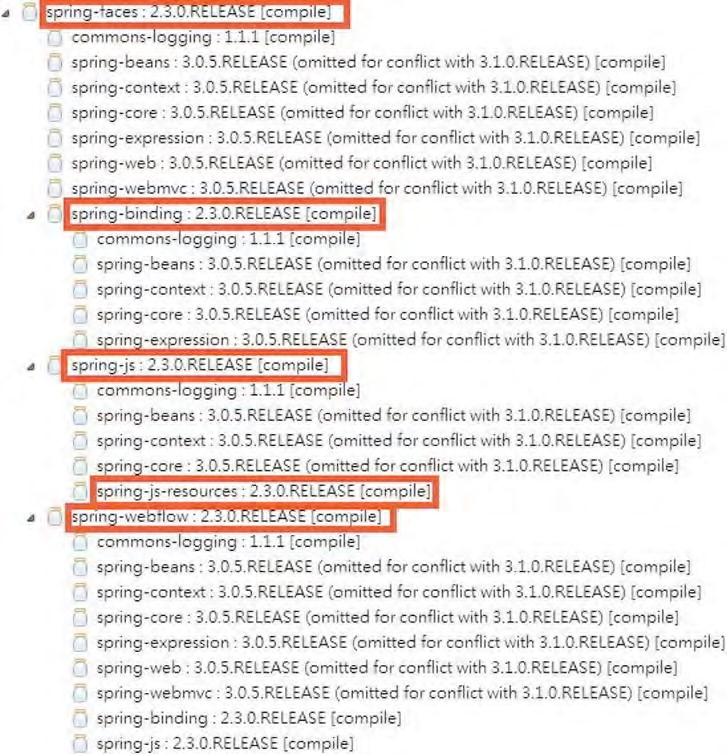 spring-faces : 2.3.0.RELEASE [compile]
commons-logging : 1.1.1 [compile]
spring-beans : 3.0.5.RELEASE (omitted for conflict with 3.1.0.RELEASE) [compile]
spring-context : 3.0.5.RELEASE (omitted for conflict with 3.1.0.RELEASE) [compile]
spring-core : 3.0.5.RELEASE (omitted for conflict with 3.1.0.RELEASE) [compile]
spring-expression : 3.0.5.RELEASE (omitted for conflict with 3.1.0.RELEASE) [compile]
spring-web : 3.0.5.RELEASE (omitted for conflict with 3.1.0.RELEASE) [compile]
spring-webmvc : 3.0.5.RELEASE (omitted for conflict with 3.1.0.RELEASE) [compile]
spring-binding : 2.3.0.RELEASE [compile]
commons-logging : 1.1.1 [compile]
spring-beans : 3.0.5.RELEASE (omitted for conflict with 3.1.0.RELEASE) [compile]
spring-context : 3.0.5.RELEASE (omitted for conflict with 3.1.0.RELEASE) [compile]
spring-core : 3.0.5.RELEASE (omitted for conflict with 3.1.0.RELEASE) [compile]
spring-expression : 3.0.5.RELEASE (omitted for conflict with 3.1.0.RELEASE) [compile]
spring-js : 2.3.0.RELEASE [compile]
commons-logging : 1.1.1 [compile]
spring-beans : 3.0.5.RELEASE (omitted for conflict with 3.1.0.RELEASE) [compile]
spring-context : 3.0.5.RELEASE (omitted for conflict with 3.1.0.RELEASE) [compile]
spring-core : 3.0.5.RELEASE (omitted for conflict with 3.1.0.RELEASE) [compile]
spring-js-resources : 2.3.0.RELEASE [compile]
spring-webflow : 2.3.0.RELEASE [compile]
commons-logging : 1.1.1 [compile]
spring-beans : 3.0.5.RELEASE (omitted for conflict with 3.1.0.RELEASE) [compile]
spring-context : 3.0.5.RELEASE (omitted for conflict with 3.1.0.RELEASE) [compile]
spring-core : 3.0.5.RELEASE (omitted for conflict with 3.1.0.RELEASE) [compile]
spring-expression : 3.0.5.RELEASE (omitted for conflict with 3.1.0.RELEASE) [compile]
spring-web : 3.0.5.RELEASE (omitted for conflict with 3.1.0.RELEASE) [compile]
spring-webmvc : 3.0.5.RELEASE (omitted for conflict with 3.1.0.RELEASE) [compile]
spring-binding : 2.3.0.RELEASE [compile]
spring-js : 2.3.0.RELEASE [compile]